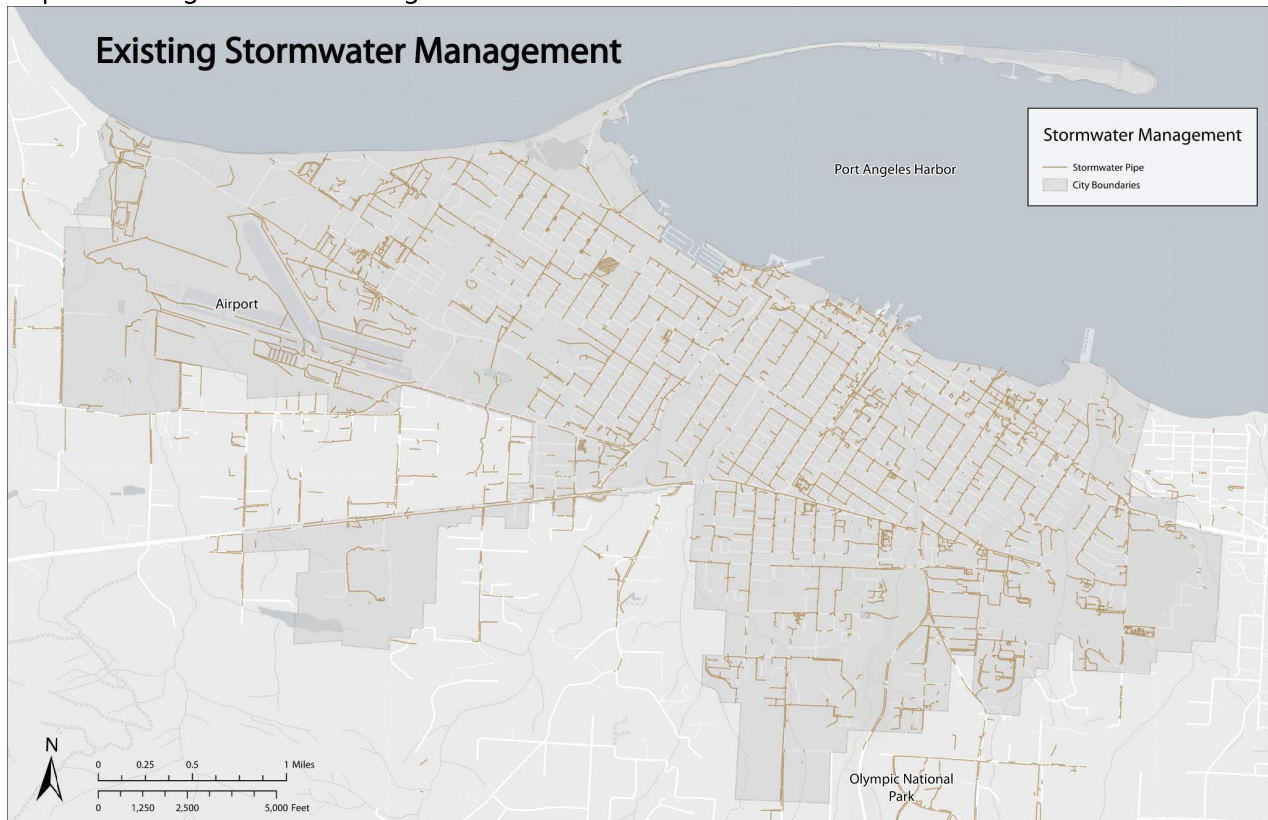 Existing Stormwater Management
Port Angeles Harbor
Stormwater Management
Stormwater Pipe
City Boundaries
Airport
N
0 0.25 0.5 1 Miles
0 1,250 2,500 5,000 Feet
Olympic National
Park